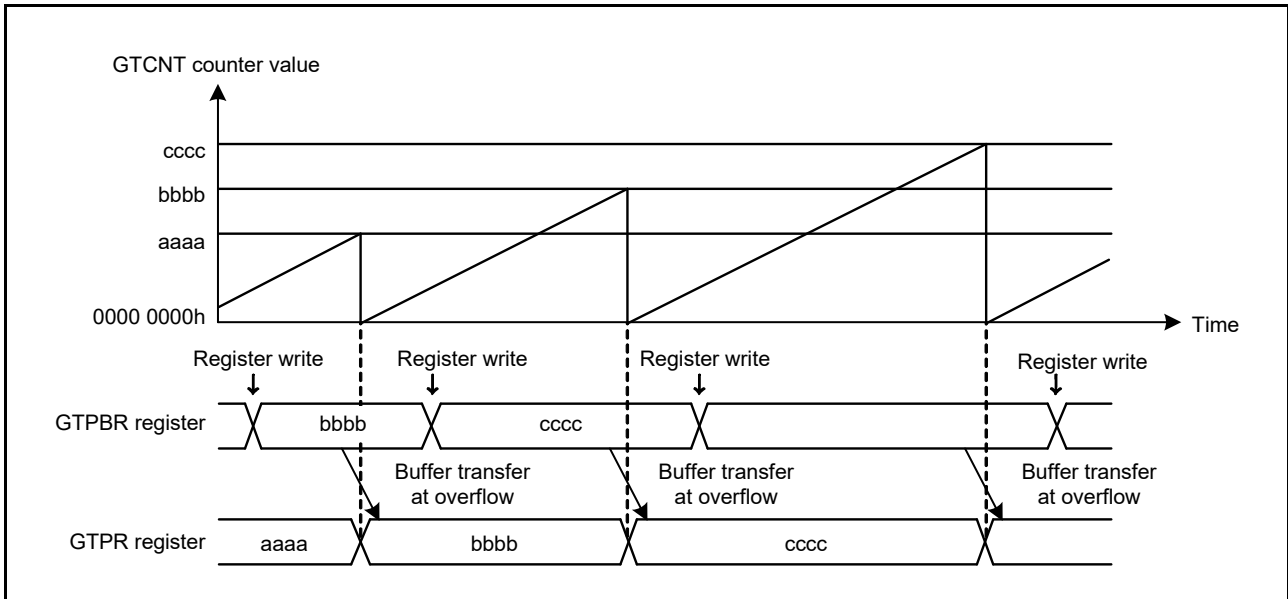 GTCNT counter value
cccc
bbbb
aaaa
0000 0000h
Time
Register write
Register write
Register write
Register write
GTPBR register
bbbb
cccc
Buffer transfer
at overflow
Buffer transfer
at overflow
Buffer transfer
at overflow
GTPR register
aaaa
bbbb
cccc